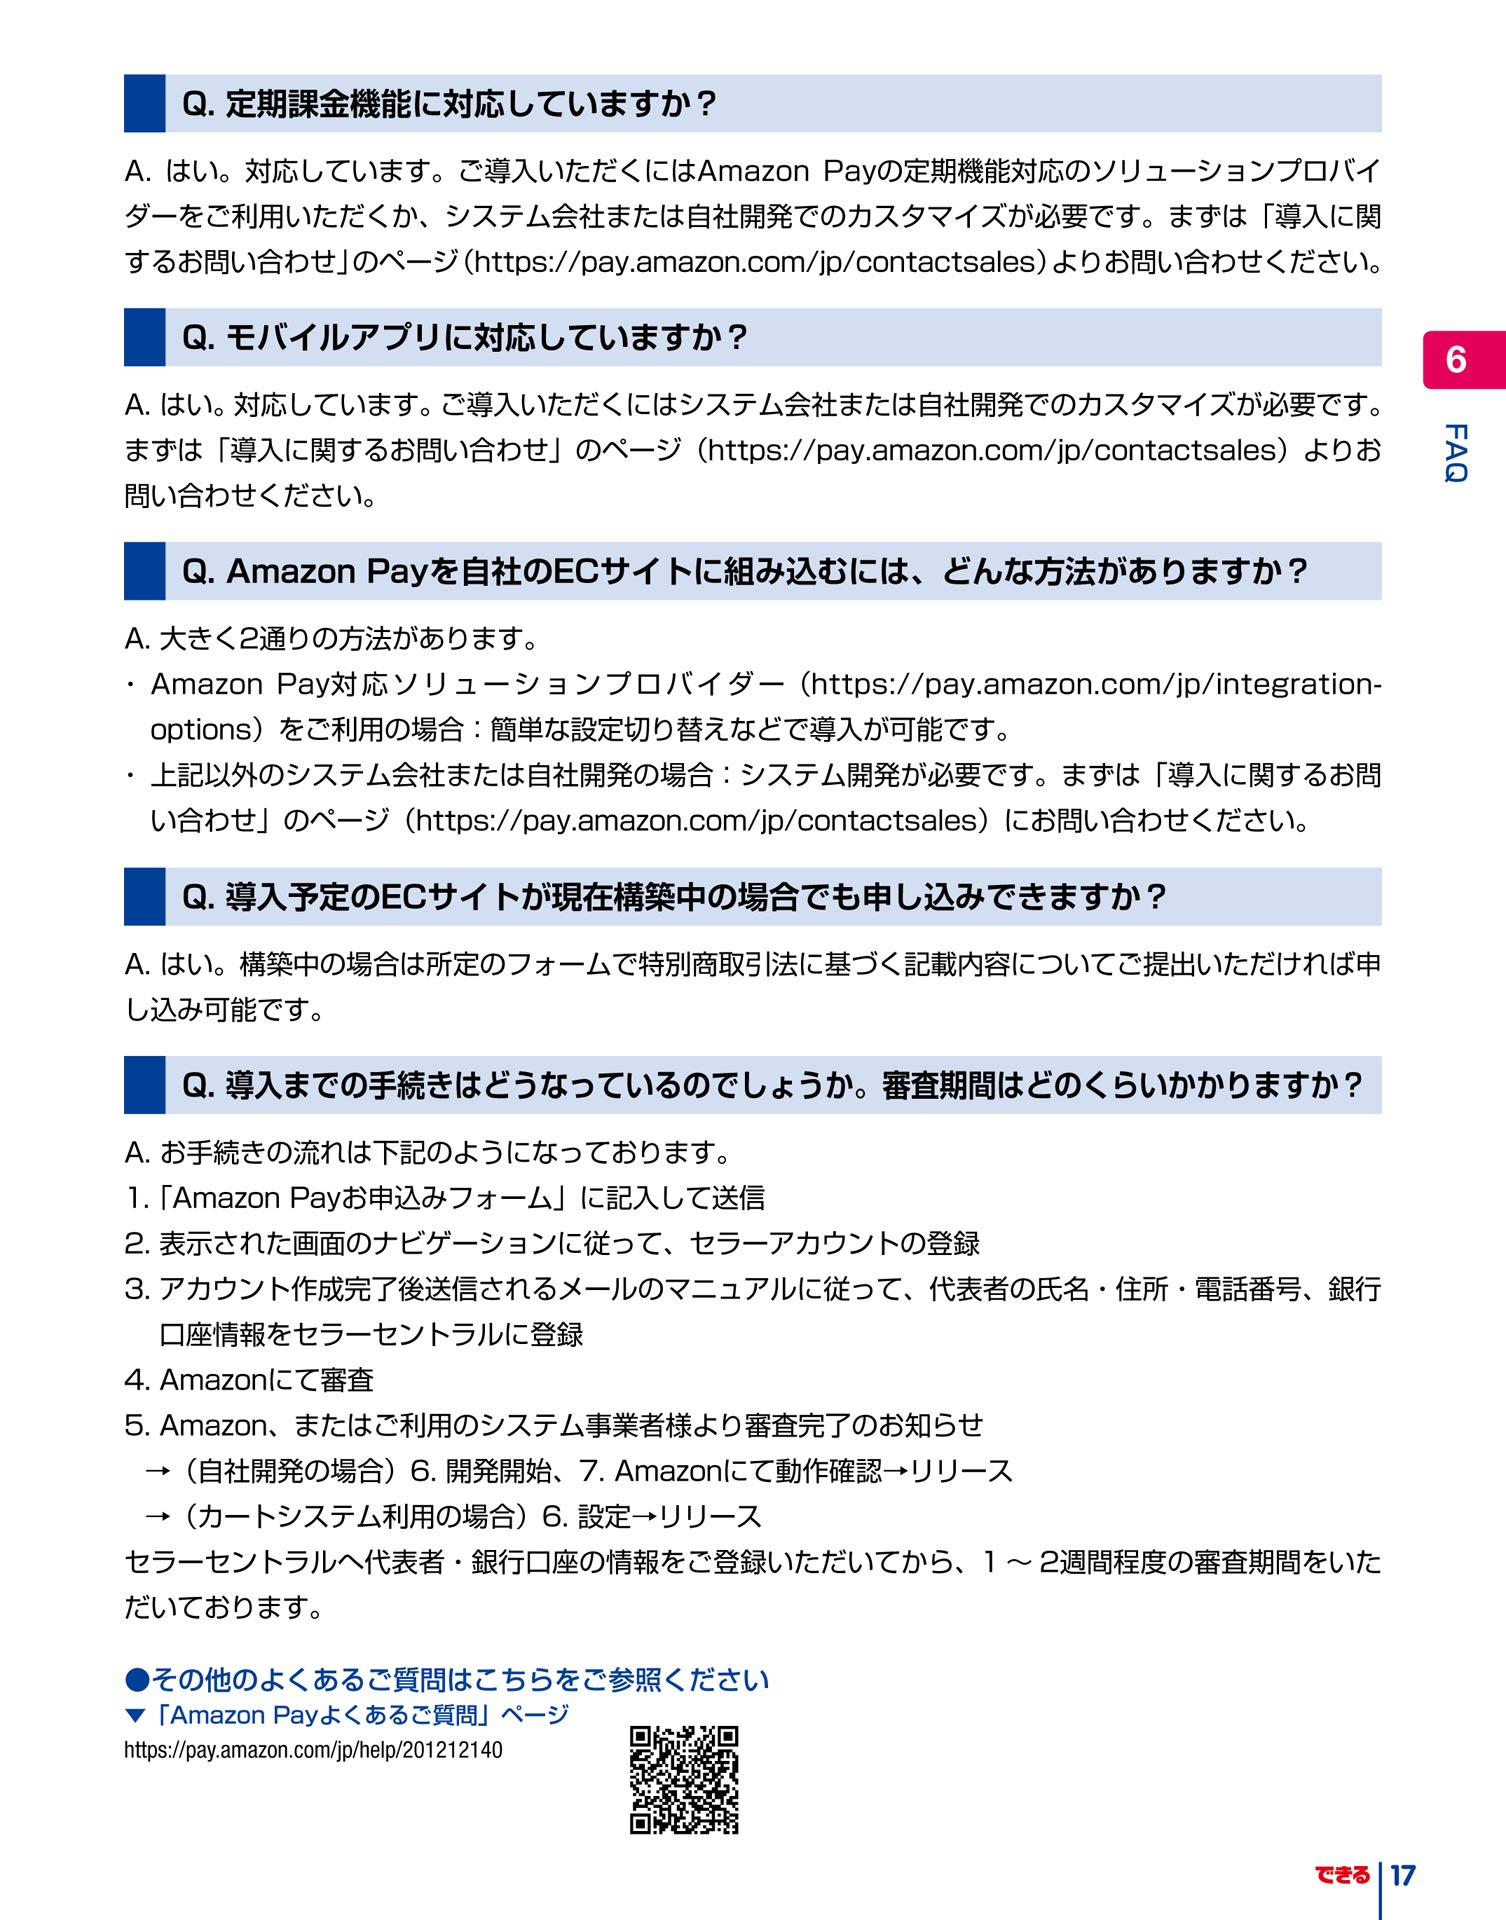 Q. 定期課金機能に対応していますか？
A. はい。対応しています。ご導入いただくにはAmazon Payの定期機能対応のソリューションプロバイ
ダーをご利用いただくか、システム会社または自社開発でのカスタマイズが必要です。まずは「導入に関
するお問い合わせ」のページ（https://pay.amazon.com/jp/contactsales）よりお問い合わせください。
Q. モバイルアプリに対応していますか？
A. はい。対応しています。ご導入いただくにはシステム会社または自社開発でのカスタマイズが必要です。
まずは「導入に関するお問い合わせ」のページ（https://pay.amazon.com/jp/contactsales）よりお
問い合わせください。
Q. Amazon Payを自社のECサイトに組み込むには、どんな方法がありますか？
A. 大きく2通りの方法があります。
・ Amazon Pay対応ソリューションプロバイダー（https://pay.amazon.com/jp/integration-
options）をご利用の場合：簡単な設定切り替えなどで導入が可能です。
・ 上記以外のシステム会社または自社開発の場合：システム開発が必要です。まずは「導入に関するお問
い合わせ」のページ（https://pay.amazon.com/jp/contactsales）にお問い合わせください。
Q. 導入予定のECサイトが現在構築中の場合でも申し込みできますか？
A. はい。構築中の場合は所定のフォームで特別商取引法に基づく記載内容についてご提出いただければ申
し込み可能です。
Q. 導入までの手続きはどうなっているのでしょうか。審査期間はどのくらいかかりますか？
A. お手続きの流れは下記のようになっております。
1.「Amazon Payお申込みフォーム」に記入して送信
2. 表示された画面のナビゲーションに従って、セラーアカウントの登録
3. アカウント作成完了後送信されるメールのマニュアルに従って、代表者の氏名・住所・電話番号、銀行
口座情報をセラーセントラルに登録
4. Amazonにて審査
5. Amazon、またはご利用のシステム事業者様より審査完了のお知らせ
→（自社開発の場合）6. 開発開始、7. Amazonにて動作確認→リリース
→（カートシステム利用の場合）6. 設定→リリース
セラーセントラルへ代表者・銀行口座の情報をご登録いただいてから、1 ～ 2週間程度の審査期間をいた
だいております。
●その他のよくあるご質問はこちらをご参照ください
▼「Amazon Payよくあるご質問」ページ
https://pay.amazon.com/jp/help/201212140
6
FAQ
できる 17